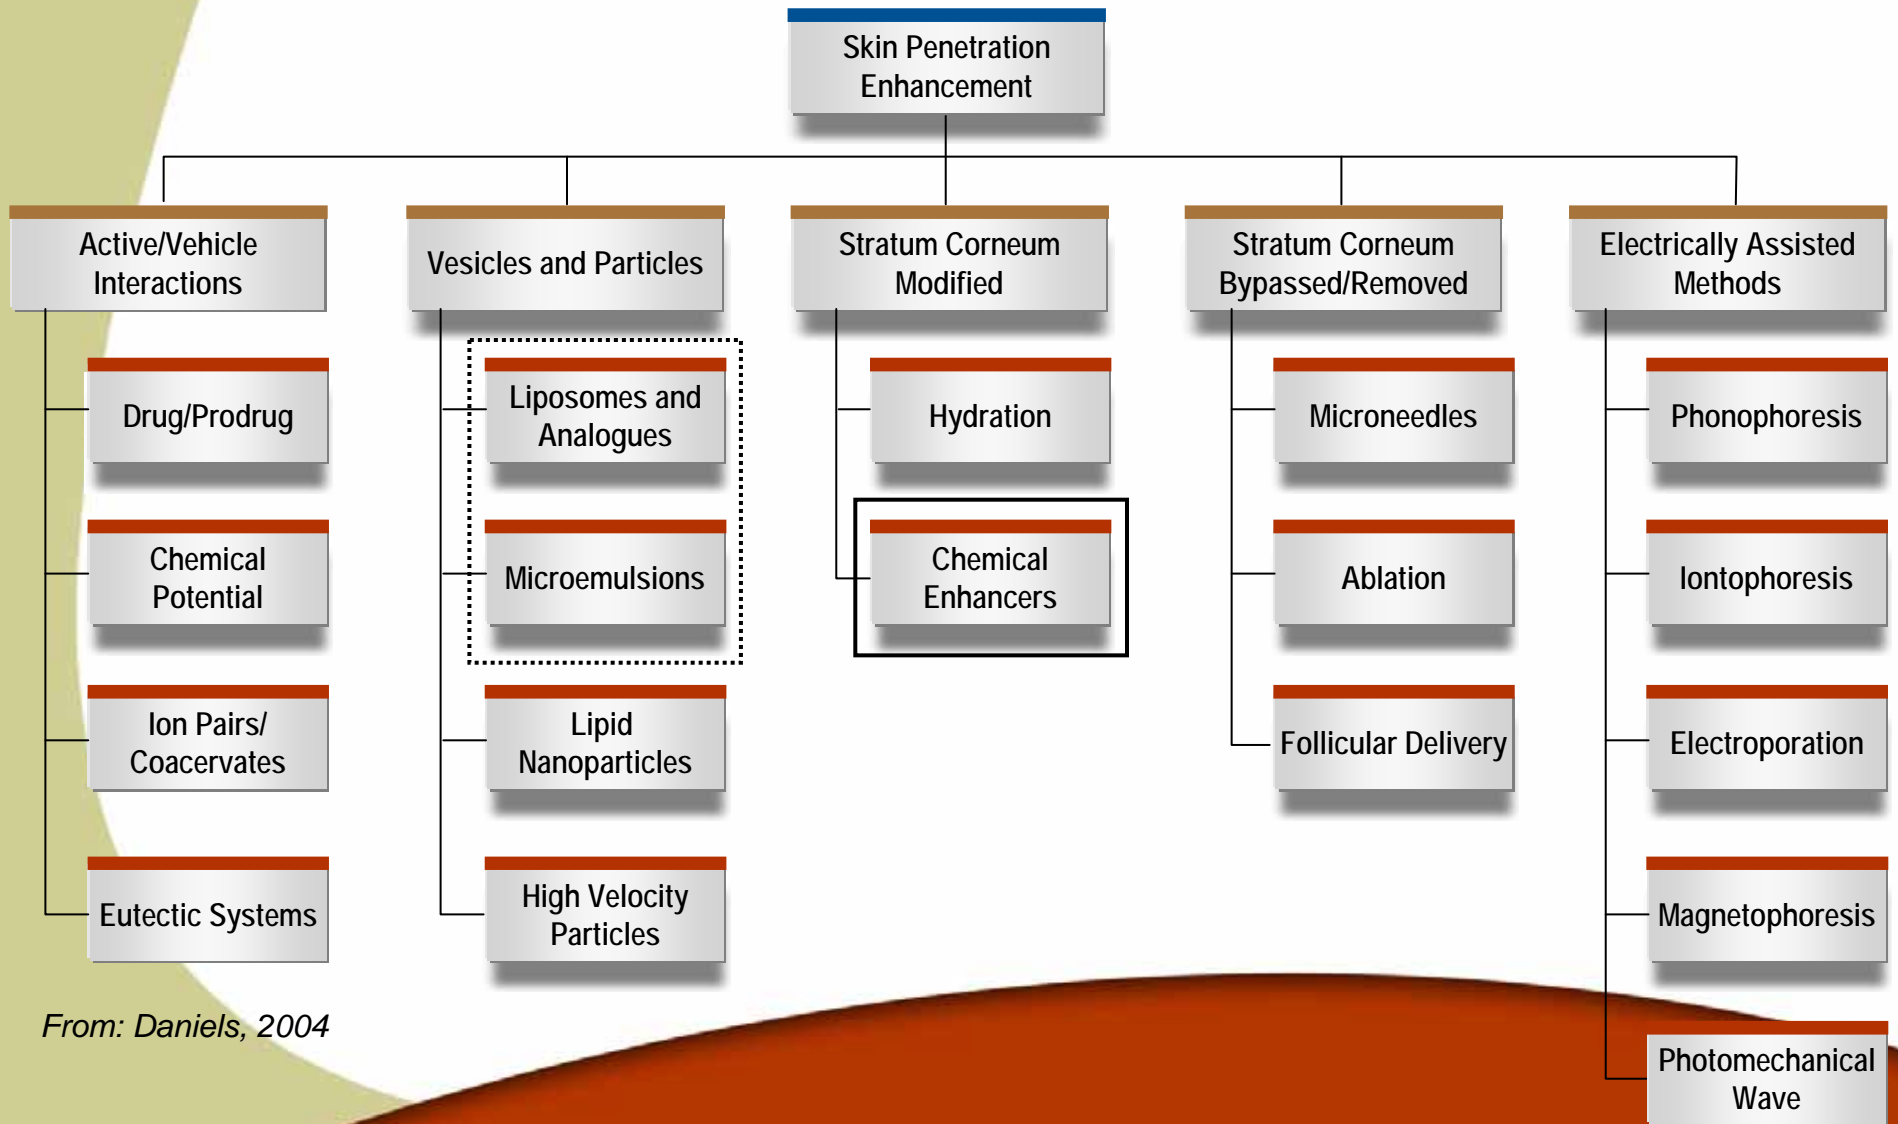 Skin Penetration
Enhancement
Active/Vehicle
Interactions
Drug/Prodrug
Chemical
Potential
Ion Pairs/
Coacervates
Eutectic Systems
Vesicles and Particles
Liposomes and
Analogues
Microemulsions
Lipid
Nanoparticles
High Velocity
Particles
Stratum Corneum
Modified
Hydration
Chemical
Enhancers
Stratum Corneum
Bypassed/Removed
Microneedles
Ablation
Follicular Delivery
Electrically Assisted
Methods
Phonophoresis
Iontophoresis
Electroporation
Magnetophoresis
Photomechanical
Wave
From: Daniels, 2004